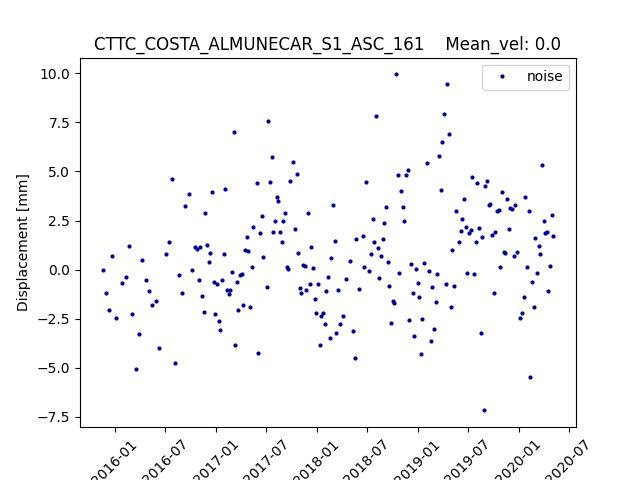 CTTC_COSTA_ALMUNECAR_S1_ASC_161    Mean_vel: 0.0
noise
Displacement [mm]
10.0
7.5
5.0
2.5
0.0
−2.5
−5.0
−7.5
2016-01 2016-07 2017-01 2017-07 2018-01 2018-07 2019-01 2019-07 2020-01 2020-07